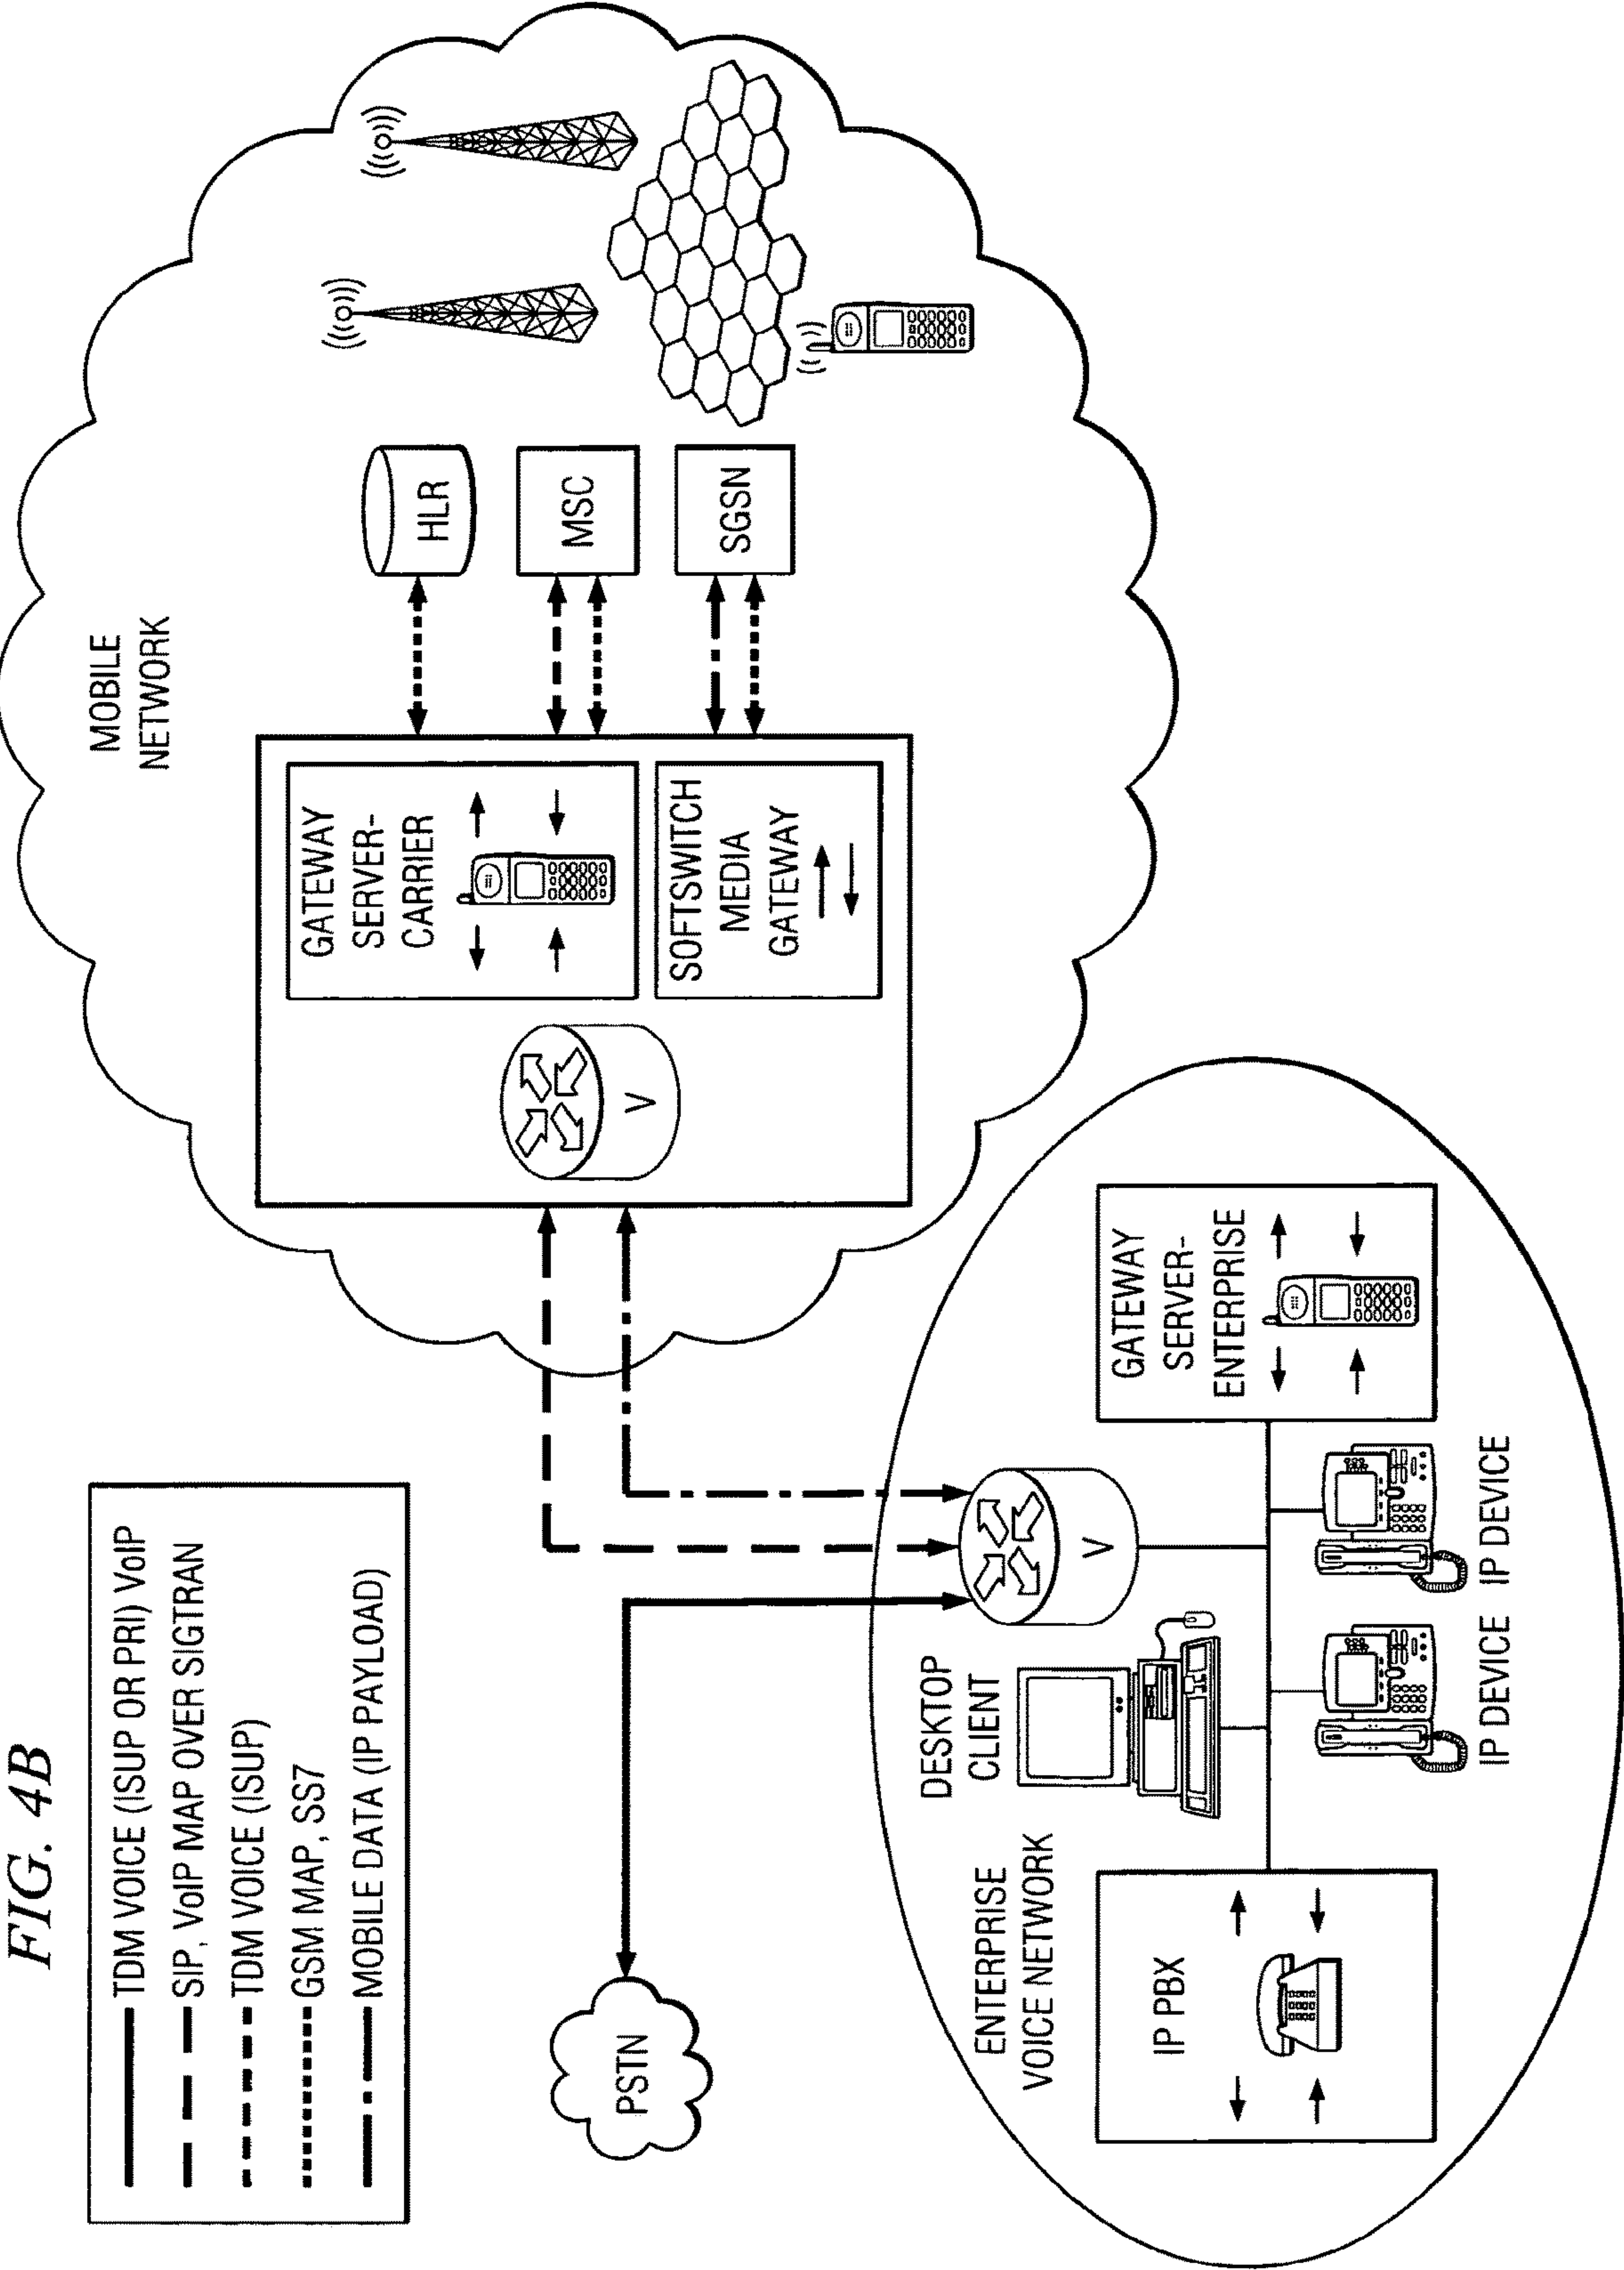 FIG. 4B
TDM VOICE (ISUP OR PRI) VoIP
SIP, VoIP MAP OVER SIGTRAN
TDM VOICE (ISUP)
GSM MAP, SS7
MOBILE DATA (IP PAYLOAD)
MOBILE
NETWORK
GATEWAY
SERVER-
CARRIER
SOFTSWITCH
MEDIA
GATEWAY
V
HLR
MSC
SGSN
PSTN
ENTERPRISE
VOICE NETWORK
DESKTOP
CLIENT
V
IP PBX
IP DEVICE
IP DEVICE
GATEWAY
SERVER-
ENTERPRISE